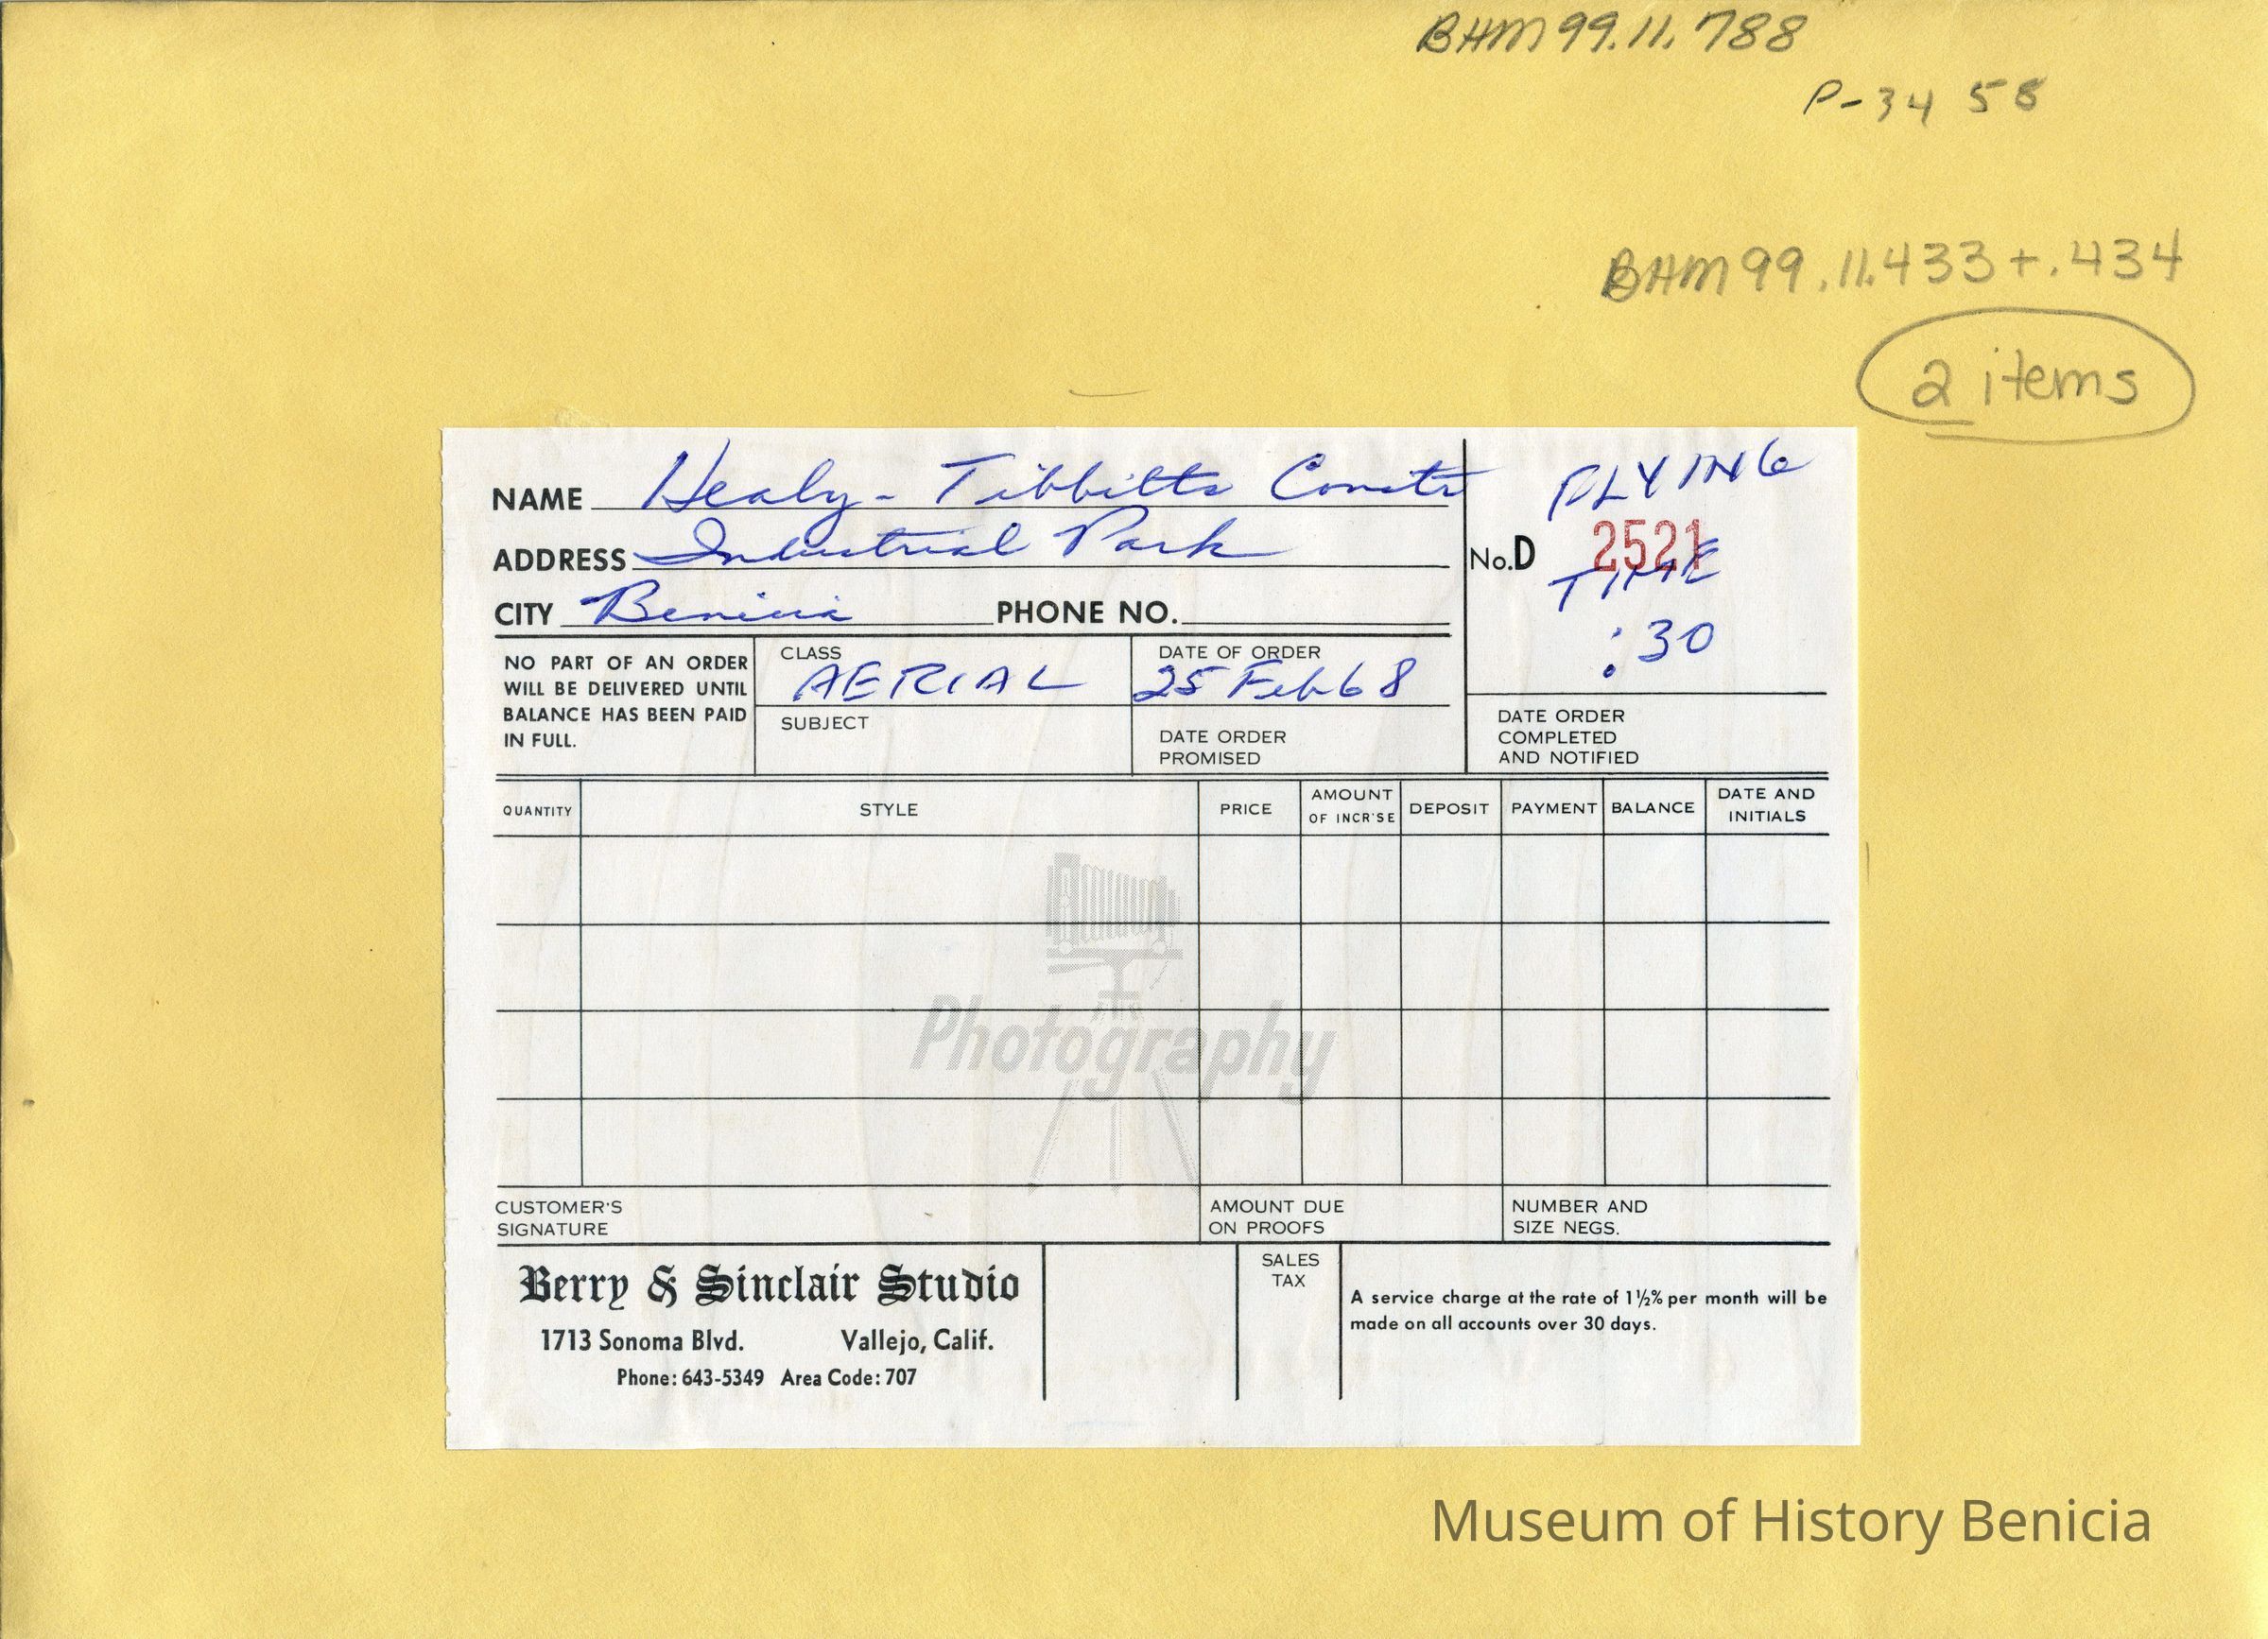 BHM 99.11.788
P-34 58
BHM 99.11.433 + .434
2 items
NAME Healy-Tibbitts Constr
FLYING
ADDRESS Industrial Park
No. D 2521
TIME
CITY Benicia PHONE NO.
:30
NO PART OF AN ORDER
WILL BE DELIVERED UNTIL
BALANCE HAS BEEN PAID
IN FULL.
CLASS
AERIAL
DATE OF ORDER
25 Feb 68
SUBJECT
DATE ORDER
PROMISED
DATE ORDER
COMPLETED
AND NOTIFIED
QUANTITY STYLE PRICE AMOUNT OF INCR'SE DEPOSIT PAYMENT BALANCE DATE AND INITIALS
Photography
CUSTOMER'S
SIGNATURE
AMOUNT DUE
ON PROOFS
NUMBER AND
SIZE NEGS.
Berry & Sinclair Studio
1713 Sonoma Blvd. Vallejo, Calif.
Phone: 643-5349 Area Code: 707
SALES
TAX
A service charge at the rate of 1½% per month will be
made on all accounts over 30 days.
Museum of History Benicia